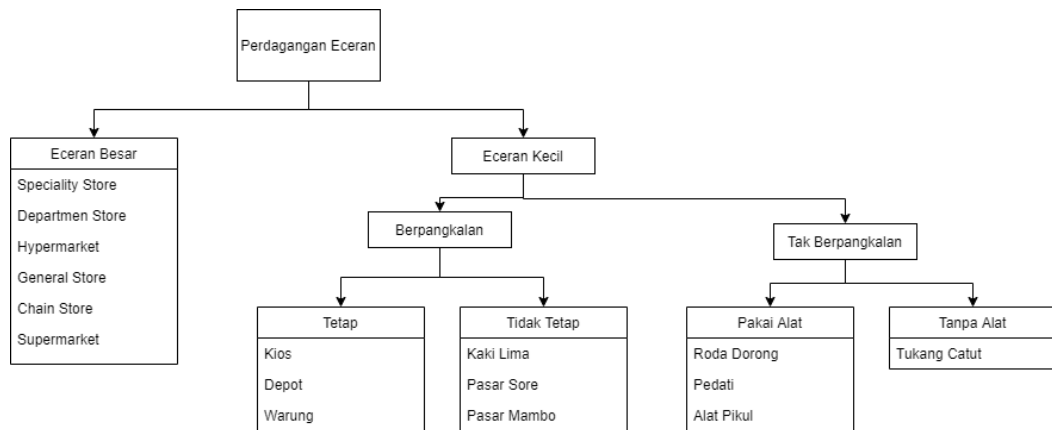 Perdagangan Eceran
Eceran Besar
Speciality Store
Departmen Store
Hypermarket
General Store
Chain Store
Supermarket
Eceran Kecil
Berpangkalan
Tetap
Kios
Depot
Warung
Tidak Tetap
Kaki Lima
Pasar Sore
Pasar Mambo
Tak Berpangkalan
Pakai Alat
Roda Dorong
Pedati
Alat Pikul
Tanpa Alat
Tukang Catut